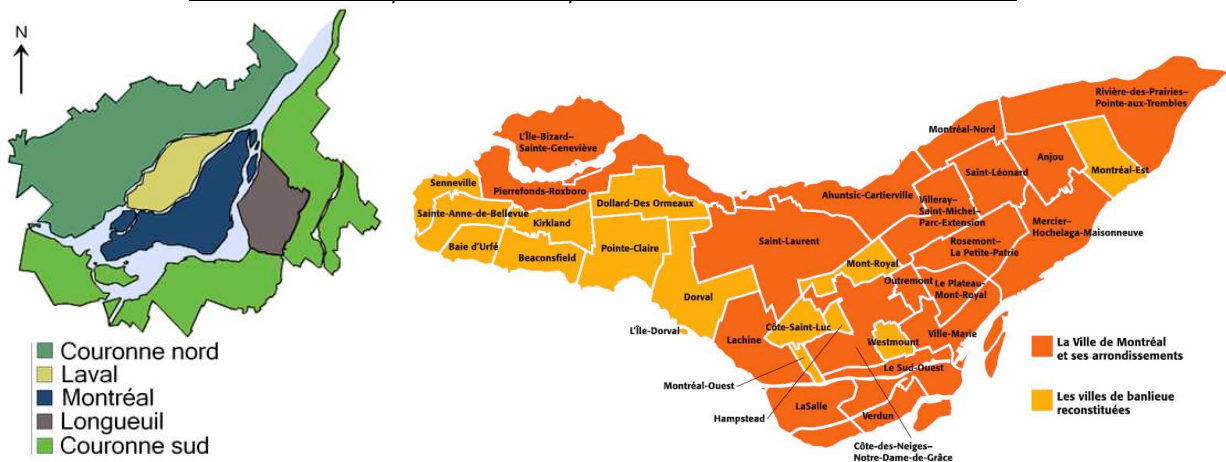 N
Couronne nord
Laval
Montréal
Longueuil
Couronne sud
Rivière-des-Prairies–
Pointe-aux-Trembles
L'Île-Bizard–
Sainte-Geneviève
Montréal-Nord
Anjou
Saint-Léonard
Montréal-Est
Senneville
Pierrefonds-Roxboro
Ahuntsic-Cartierville
Villeray–
Saint-Michel–
Parc-Extension
Dollard-Des Ormeaux
Sainte-Anne-de-Bellevue
Kirkland
Mercier–
Hochelaga-Maisonneuve
Baie d'Urfé
Beaconsfield
Pointe-Claire
Saint-Laurent
Rosemont–
La Petite-Patrie
Mont-Royal
Outremont
Le Plateau–
Mont-Royal
Dorval
L'Île-Dorval
Lachine
Côte-Saint-Luc
Ville-Marie
Westmount
Le Sud-Ouest
Montréal-Ouest
Hampstead
LaSalle
Verdun
Côte-des-Neiges–
Notre-Dame-de-Grâce
La Ville de Montréal
et ses arrondissements
Les villes de banlieue
reconstituées